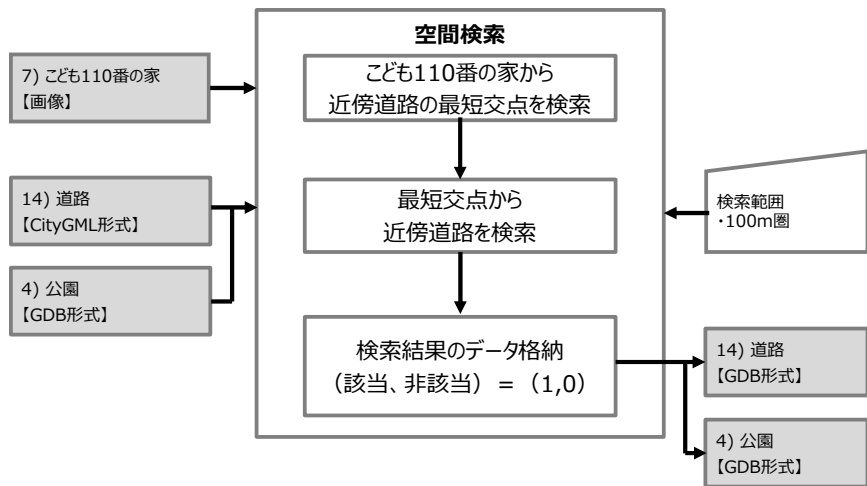 空間検索
7) こども110番の家
【画像】
こども110番の家から
近傍道路の最短交点を検索
14) 道路
【CityGML形式】
最短交点から
近傍道路を検索
検索範囲
・100m圏
4) 公園
【GDB形式】
検索結果のデータ格納
（該当、非該当） = （1,0）
14) 道路
【GDB形式】
4) 公園
【GDB形式】